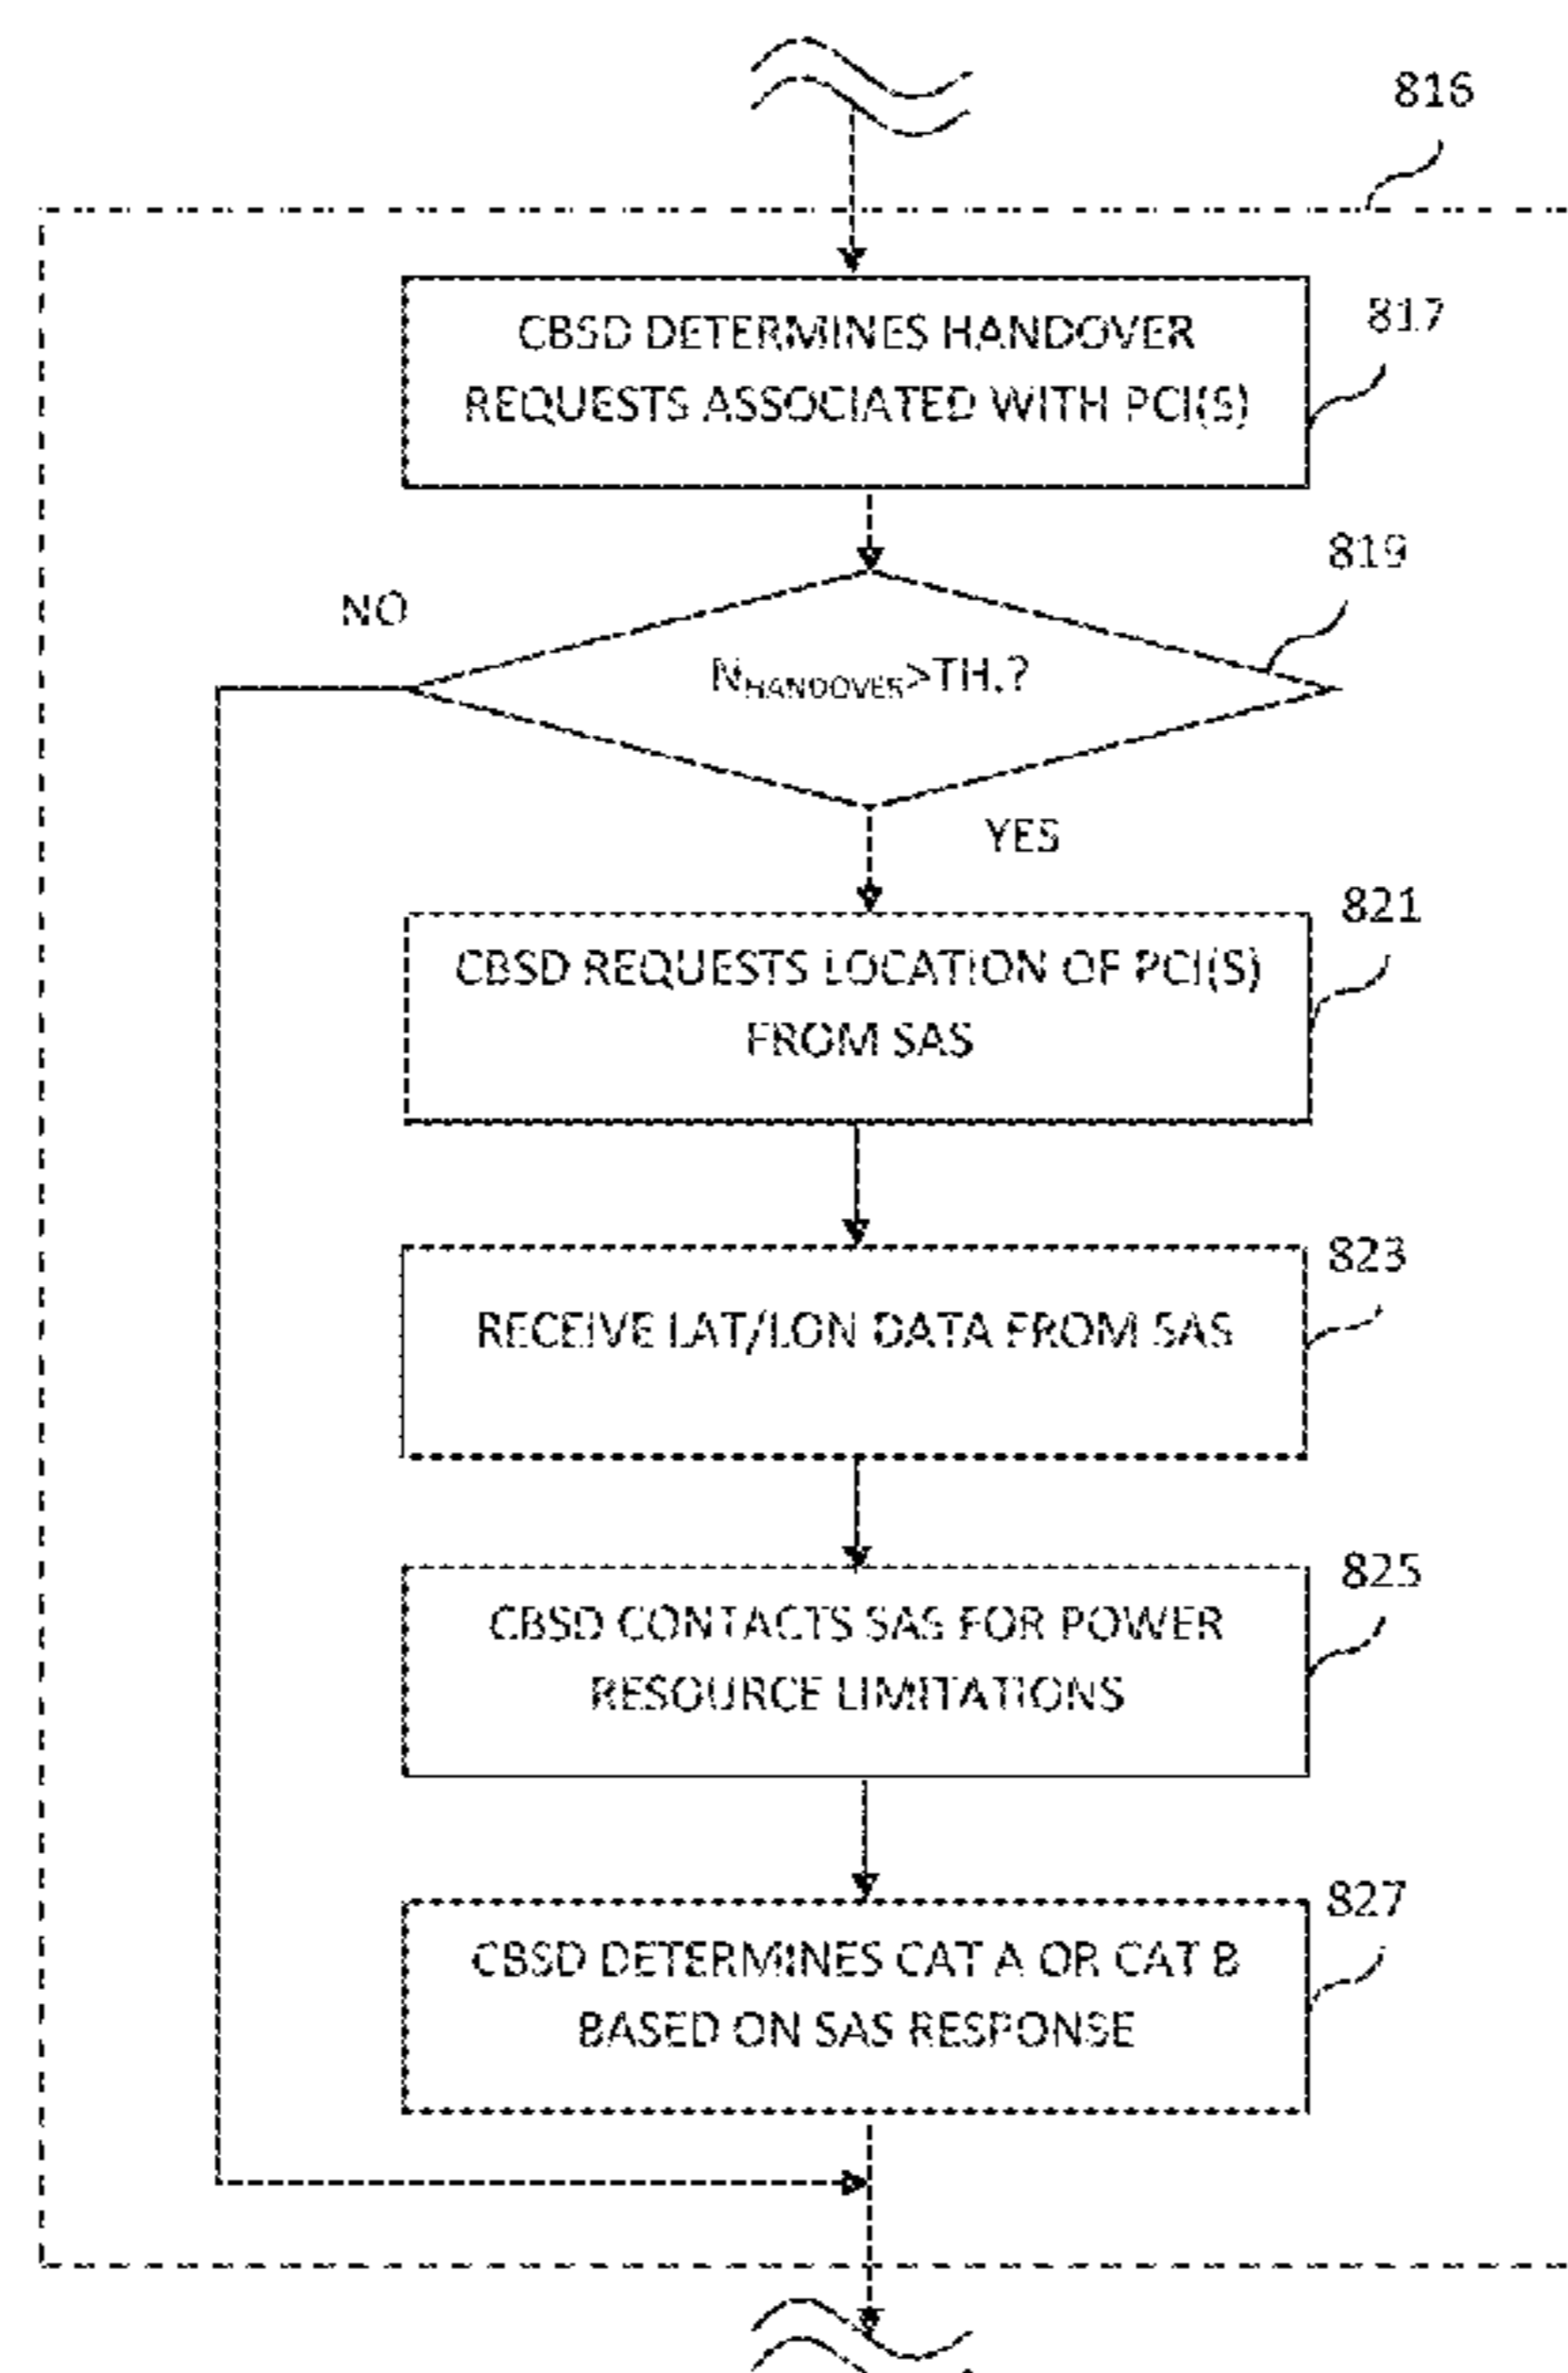 816
CBSD DETERMINES HANDOVER
REQUESTS ASSOCIATED WITH PCI(S)
817
819
NO
NHANDOVER>TH.?
YES
821
CBSD REQUESTS LOCATION OF PCI(S)
FROM SAS
823
RECEIVE LAT/LON DATA FROM SAS
825
CBSD CONTACTS SAS FOR POWER
RESOURCE LIMITATIONS
827
CBSD DETERMINES CAT A OR CAT B
BASED ON SAS RESPONSE